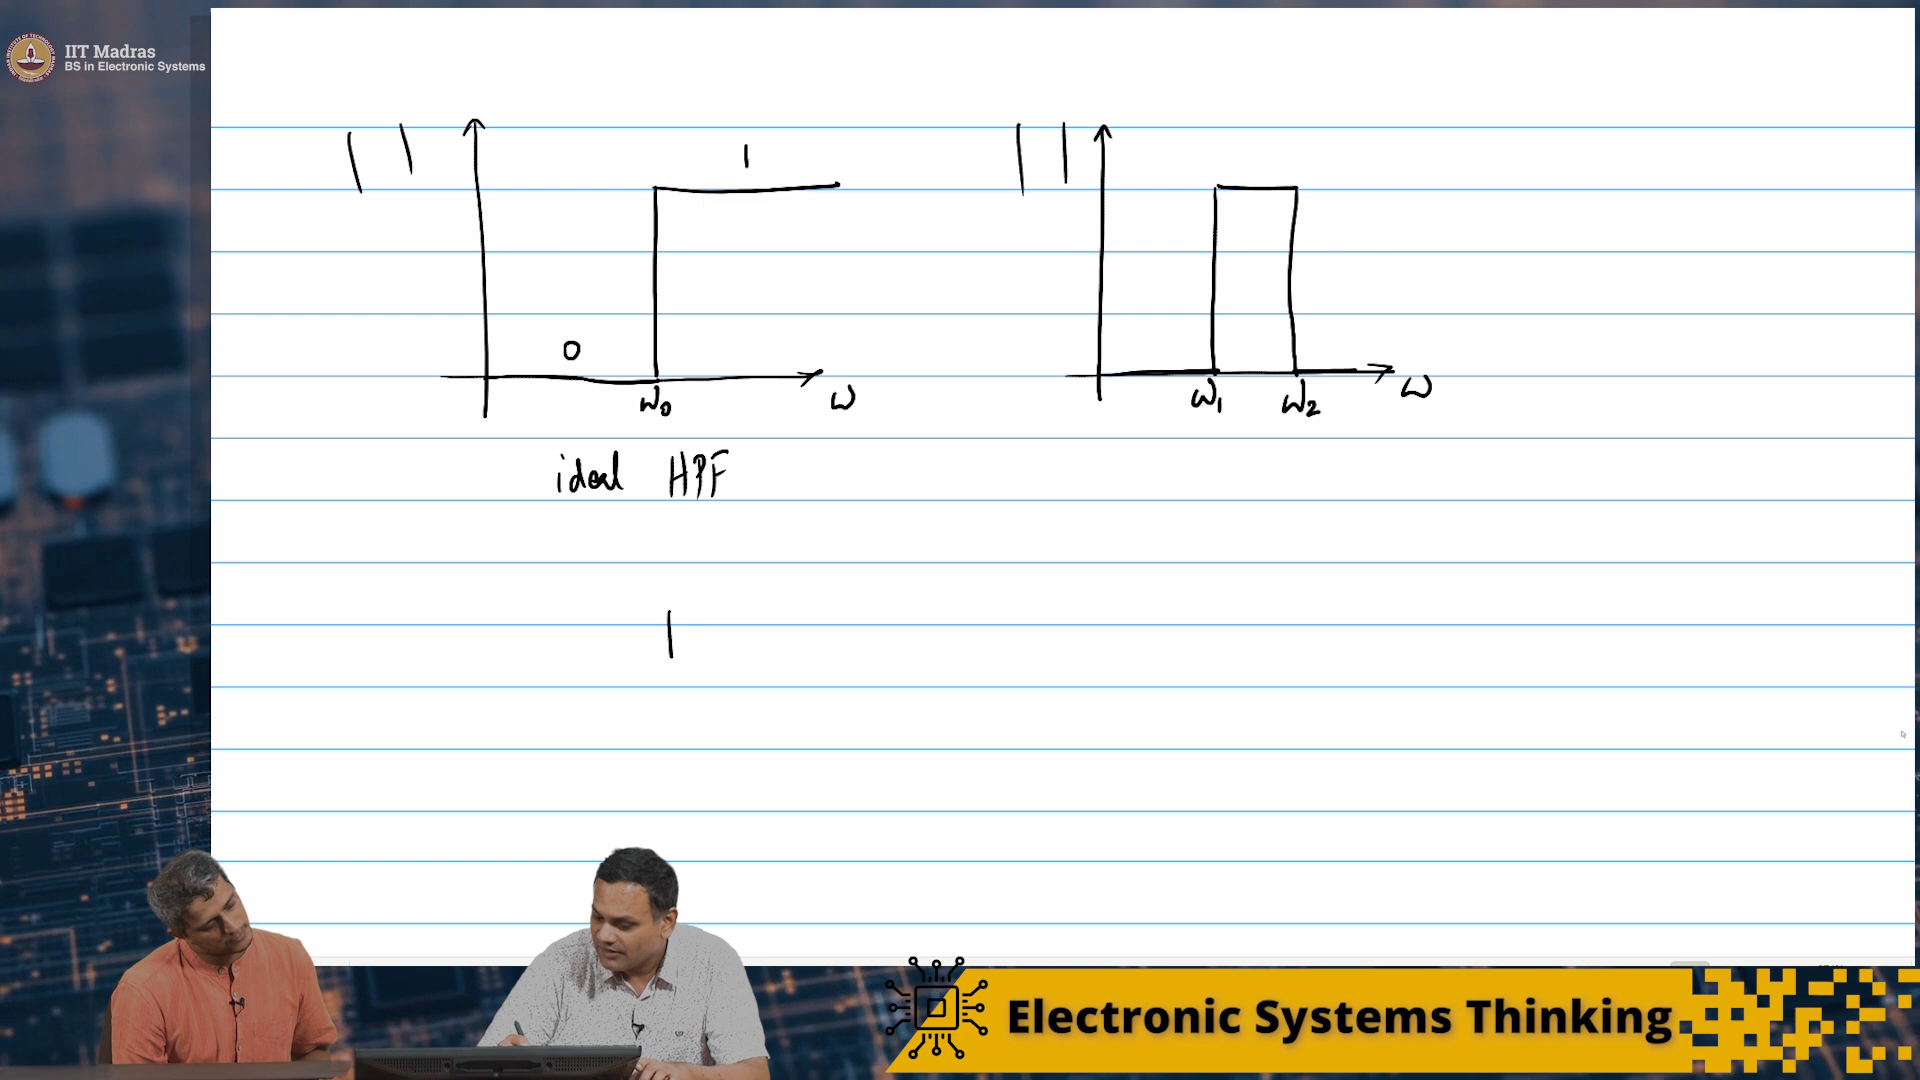 IIT Madras
BS in Electronic Systems
| |
1
0
ω₀
ω
ideal HPF
| |
ω₁
ω₂
ω
|
Electronic Systems Thinking